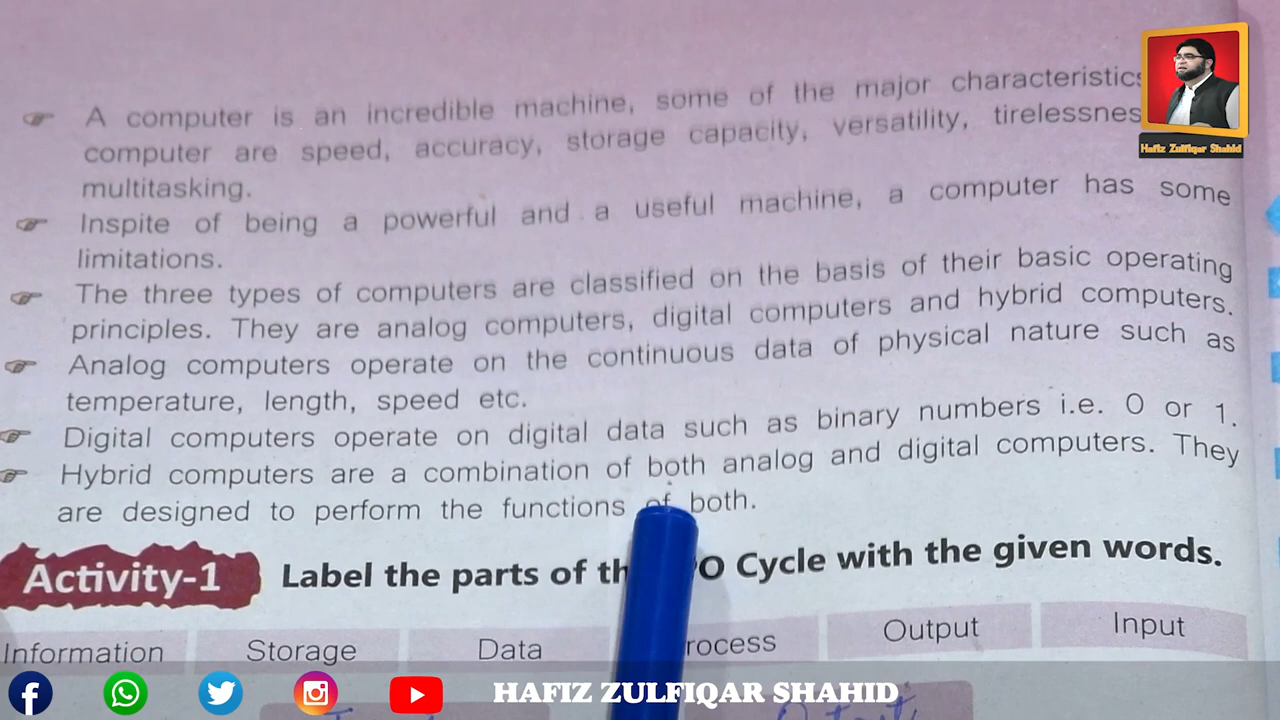 A computer is an incredible machine, some of the major characteristics
computer are speed, accuracy, storage capacity, versatility,
multitasking.
Inspite of being a powerful and a useful machine, a computer has some
limitations.
The three types of computers are classified on the basis of their basic operating
principles. They are analog computers, digital computers and hybrid computers.
Analog computers operate on the continuous data of physical nature such as
temperature, length, speed etc.
Digital computers operate on digital data such as binary numbers i.e. 0 or 1.
Hybrid computers are a combination of both analog and digital computers. They
are designed to perform the functions of both.
Activity-1 Label the parts of Cycle with the given words.
Information Storage Data Output Input
HAFIZ ZULFIQAR SHAHID
Hafiz Zulfiqar Shahid